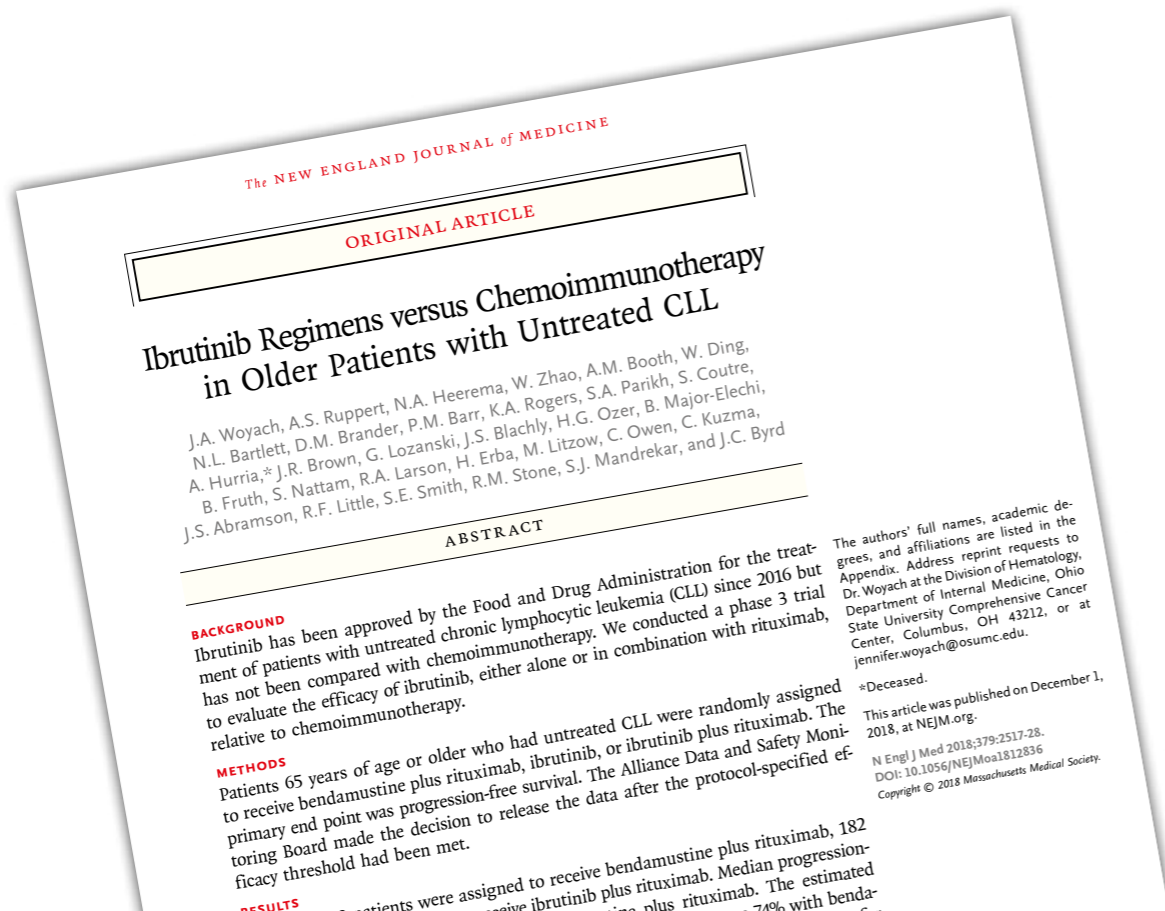 The NEW ENGLAND JOURNAL of MEDICINE
ORIGINAL ARTICLE
Ibrutinib Regimens versus Chemoimmunotherapy
in Older Patients with Untreated CLL
J.A. Woyach, A.S. Ruppert, N.A. Heerema, W. Zhao, A.M. Booth, W. Ding,
N.L. Bartlett, D.M. Brander, P.M. Barr, K.A. Rogers, S.A. Parikh, S. Coutre,
A. Hurria,* J.R. Brown, G. Lozanski, J.S. Blachly, H.G. Ozer, B. Major-Elechi,
B. Fruth, S. Nattam, R.A. Larson, H. Erba, M. Litzow, C. Owen, C. Kuzma,
J.S. Abramson, R.F. Little, S.E. Smith, R.M. Stone, S.J. Mandrekar, and J.C. Byrd
ABSTRACT
BACKGROUND
Ibrutinib has been approved by the Food and Drug Administration for the treat-
ment of patients with untreated chronic lymphocytic leukemia (CLL) since 2016 but
has not been compared with chemoimmunotherapy. We conducted a phase 3 trial
to evaluate the efficacy of ibrutinib, either alone or in combination with rituximab,
relative to chemoimmunotherapy.
METHODS
Patients 65 years of age or older who had untreated CLL were randomly assigned
to receive bendamustine plus rituximab, ibrutinib, or ibrutinib plus rituximab. The
primary end point was progression-free survival. The Alliance Data and Safety Moni-
toring Board made the decision to release the data after the protocol-specified ef-
ficacy threshold had been met.
RESULTS
patients were assigned to receive bendamustine plus rituximab, 182
ibrutinib plus rituximab. Median progression-
plus rituximab. The estimated
74% with benda-
The authors' full names, academic de-
grees, and affiliations are listed in the
Appendix. Address reprint requests to
Dr. Woyach at the Division of Hematology,
Department of Internal Medicine, Ohio
State University Comprehensive Cancer
Center, Columbus, OH 43212, or at
jennifer.woyach@osumc.edu.
*Deceased.
This article was published on December 1,
2018, at NEJM.org.
N Engl J Med 2018;379:2517-28.
DOI: 10.1056/NEJMoa1812836
Copyright © 2018 Massachusetts Medical Society.